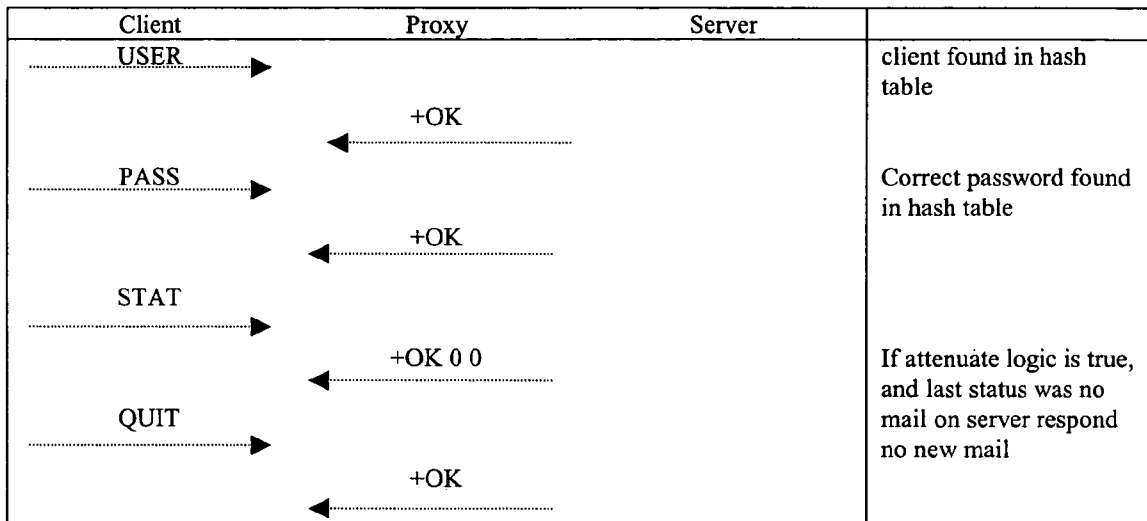 Client Proxy Server
USER
client found in hash
table
+OK
PASS
Correct password found
in hash table
+OK
STAT
+OK 0 0
If attenuate logic is true,
and last status was no
mail on server respond
no new mail
QUIT
+OK